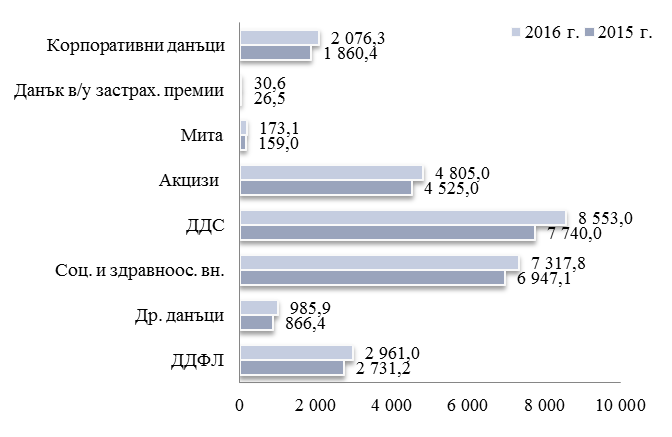 2016 г. 2015 г.
Корпоративни данъци 2 076,3
1 860,4
Данък в/у застрах. премии 30,6
26,5
Мита 173,1
159,0
Акцизи 4 805,0
4 525,0
ДДС 8 553,0
7 740,0
Соц. и здравноос. вн. 7 317,8
6 947,1
Др. данъци 985,9
866,4
ДДФЛ 2 961,0
2 731,2
0 2 000 4 000 6 000 8 000 10 000